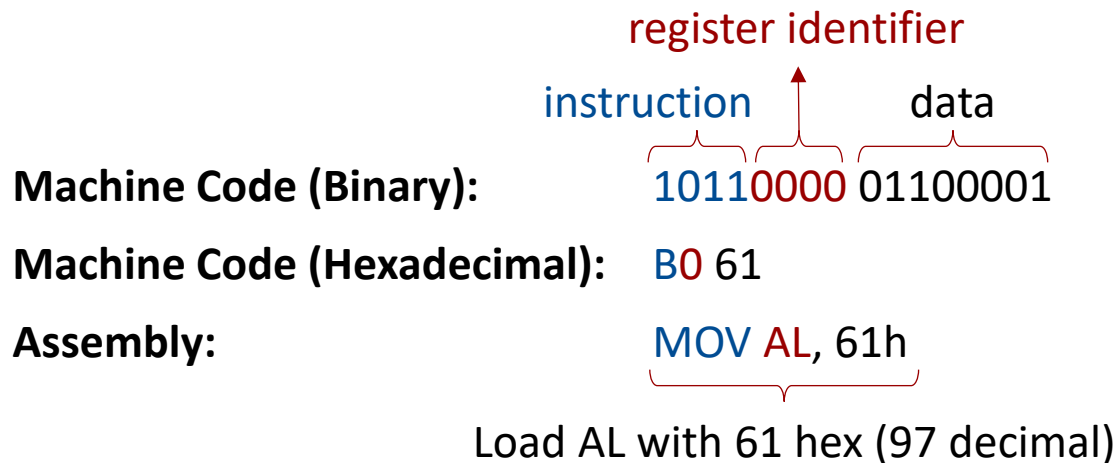 register identifier
instruction data
Machine Code (Binary): 10110000 01100001
Machine Code (Hexadecimal): B0 61
Assembly: MOV AL, 61h
Load AL with 61 hex (97 decimal)